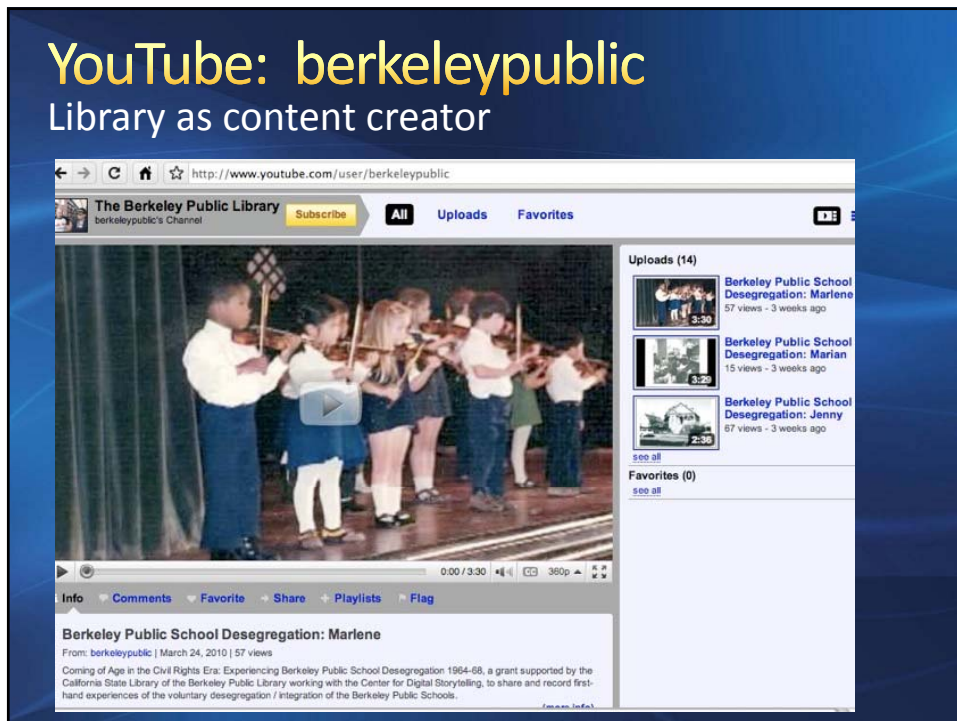 YouTube: berkeleypublic
Library as content creator
http://www.youtube.com/user/berkeleypublic
The Berkeley Public Library
berkeleypublic's Channel
Subscribe
All
Uploads
Favorites
Uploads (14)
Berkeley Public School
Desegregation: Marlene
57 views - 3 weeks ago
3:30
Berkeley Public School
Desegregation: Marian
15 views - 3 weeks ago
3:29
Berkeley Public School
Desegregation: Jenny
67 views - 3 weeks ago
2:36
see all
Favorites (0)
see all
0:00 / 3:30
CC
360p
Info
Comments
Favorite
Share
Playlists
Flag
Berkeley Public School Desegregation: Marlene
From: berkeleypublic | March 24, 2010 | 57 views
Coming of Age in the Civil Rights Era: Experiencing Berkeley Public School Desegregation 1964-68, a grant supported by the
California State Library of the Berkeley Public Library working with the Center for Digital Storytelling, to share and record first-
hand experiences of the voluntary desegregation / integration of the Berkeley Public Schools.
(more info)